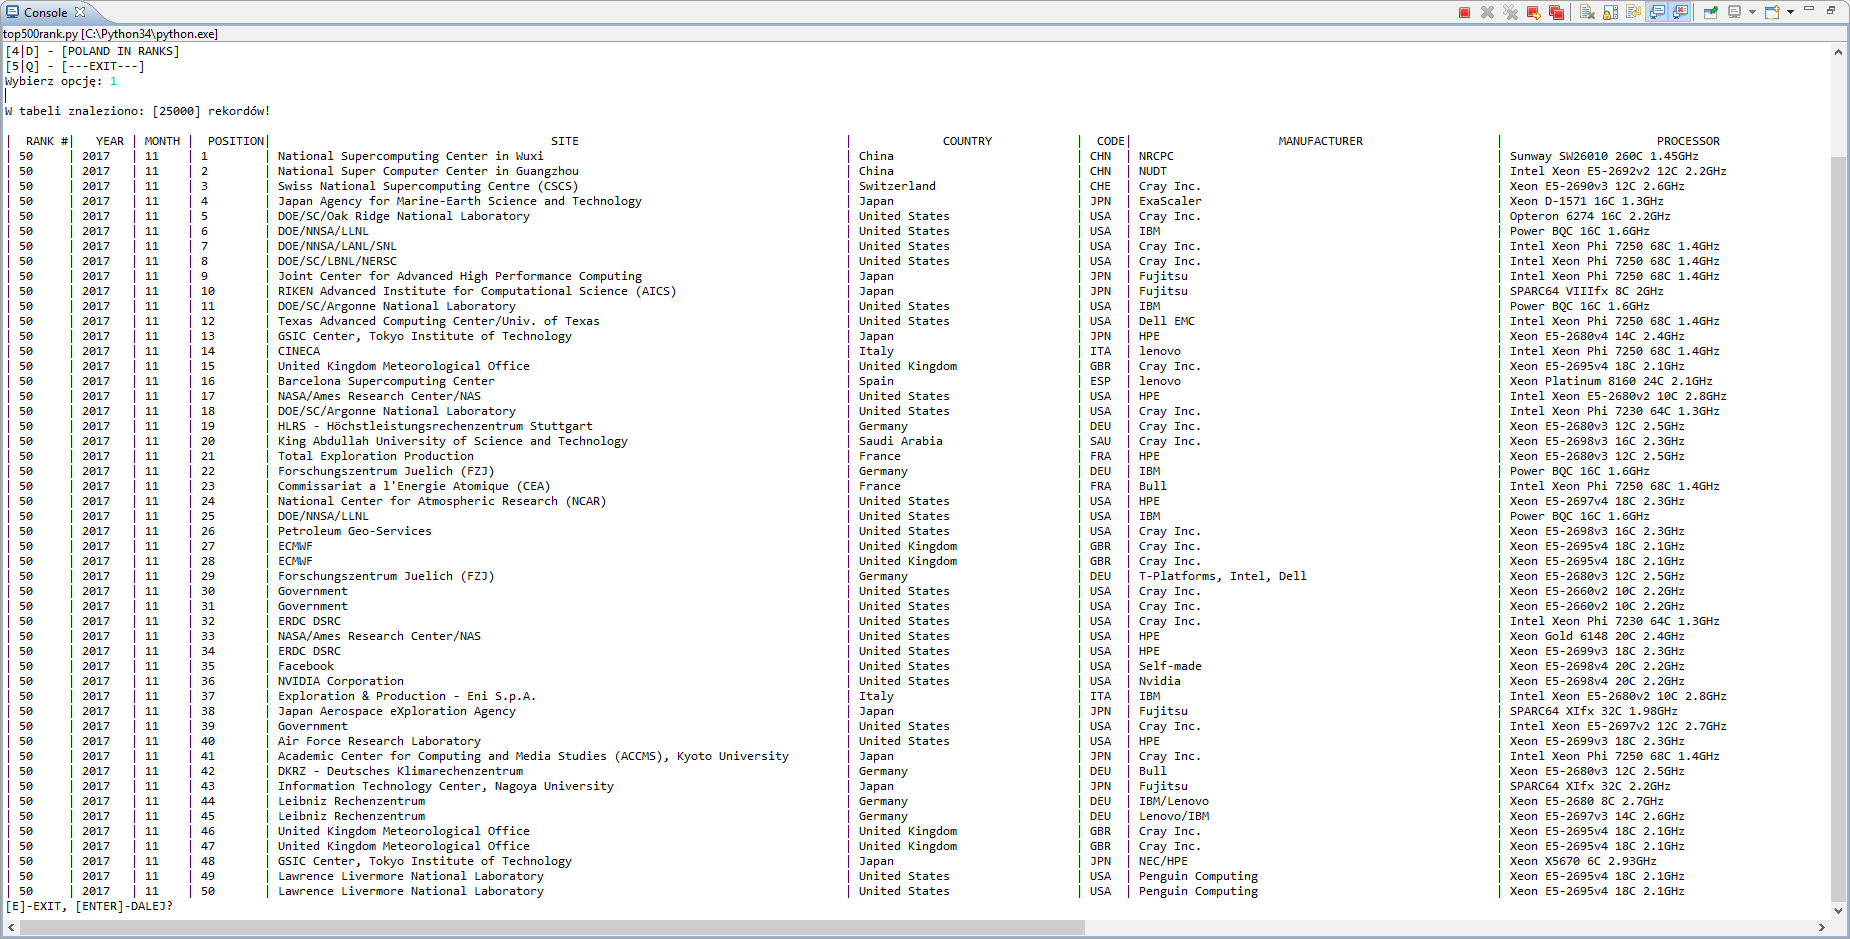 Console
top500rank.py [C:\Python34\python.exe]
[4|D] - [POLAND IN RANKS]
[5|Q] - [---EXIT---]
Wybierz opcję: 1
W tabeli znaleziono: [25000] rekordów!
| RANK #| YEAR | MONTH | POSITION| SITE | COUNTRY | CODE| MANUFACTURER | PROCESSOR
| 50 | 2017 | 11 | 1 | National Supercomputing Center in Wuxi | China | CHN | NRCPC | Sunway SW26010 260C 1.45GHz
| 50 | 2017 | 11 | 2 | National Super Computer Center in Guangzhou | China | CHN | NUDT | Intel Xeon E5-2692v2 12C 2.2GHz
| 50 | 2017 | 11 | 3 | Swiss National Supercomputing Centre (CSCS) | Switzerland | CHE | Cray Inc. | Xeon E5-2690v3 12C 2.6GHz
| 50 | 2017 | 11 | 4 | Japan Agency for Marine-Earth Science and Technology | Japan | JPN | ExaScaler | Xeon D-1571 16C 1.3GHz
| 50 | 2017 | 11 | 5 | DOE/SC/Oak Ridge National Laboratory | United States | USA | Cray Inc. | Opteron 6274 16C 2.2GHz
| 50 | 2017 | 11 | 6 | DOE/NNSA/LLNL | United States | USA | IBM | Power BQC 16C 1.6GHz
| 50 | 2017 | 11 | 7 | DOE/NNSA/LANL/SNL | United States | USA | Cray Inc. | Intel Xeon Phi 7250 68C 1.4GHz
| 50 | 2017 | 11 | 8 | DOE/SC/LBNL/NERSC | United States | USA | Cray Inc. | Intel Xeon Phi 7250 68C 1.4GHz
| 50 | 2017 | 11 | 9 | Joint Center for Advanced High Performance Computing | Japan | JPN | Fujitsu | Intel Xeon Phi 7250 68C 1.4GHz
| 50 | 2017 | 11 | 10 | RIKEN Advanced Institute for Computational Science (AICS) | Japan | JPN | Fujitsu | SPARC64 VIIIfx 8C 2GHz
| 50 | 2017 | 11 | 11 | DOE/SC/Argonne National Laboratory | United States | USA | IBM | Power BQC 16C 1.6GHz
| 50 | 2017 | 11 | 12 | Texas Advanced Computing Center/Univ. of Texas | United States | USA | Dell EMC | Intel Xeon Phi 7250 68C 1.4GHz
| 50 | 2017 | 11 | 13 | GSIC Center, Tokyo Institute of Technology | Japan | JPN | HPE | Xeon E5-2680v4 14C 2.4GHz
| 50 | 2017 | 11 | 14 | CINECA | Italy | ITA | lenovo | Intel Xeon Phi 7250 68C 1.4GHz
| 50 | 2017 | 11 | 15 | United Kingdom Meteorological Office | United Kingdom | GBR | Cray Inc. | Xeon E5-2695v4 18C 2.1GHz
| 50 | 2017 | 11 | 16 | Barcelona Supercomputing Center | Spain | ESP | lenovo | Xeon Platinum 8160 24C 2.1GHz
| 50 | 2017 | 11 | 17 | NASA/Ames Research Center/NAS | United States | USA | HPE | Intel Xeon E5-2680v2 10C 2.8GHz
| 50 | 2017 | 11 | 18 | DOE/SC/Argonne National Laboratory | United States | USA | Cray Inc. | Intel Xeon Phi 7230 64C 1.3GHz
| 50 | 2017 | 11 | 19 | HLRS - Höchstleistungsrechenzentrum Stuttgart | Germany | DEU | Cray Inc. | Xeon E5-2680v3 12C 2.5GHz
| 50 | 2017 | 11 | 20 | King Abdullah University of Science and Technology | Saudi Arabia | SAU | Cray Inc. | Xeon E5-2698v3 16C 2.3GHz
| 50 | 2017 | 11 | 21 | Total Exploration Production | France | FRA | HPE | Xeon E5-2680v3 12C 2.5GHz
| 50 | 2017 | 11 | 22 | Forschungszentrum Juelich (FZJ) | Germany | DEU | IBM | Power BQC 16C 1.6GHz
| 50 | 2017 | 11 | 23 | Commissariat a l'Energie Atomique (CEA) | France | FRA | Bull | Intel Xeon Phi 7250 68C 1.4GHz
| 50 | 2017 | 11 | 24 | National Center for Atmospheric Research (NCAR) | United States | USA | HPE | Xeon E5-2697v4 18C 2.3GHz
| 50 | 2017 | 11 | 25 | DOE/NNSA/LLNL | United States | USA | IBM | Power BQC 16C 1.6GHz
| 50 | 2017 | 11 | 26 | Petroleum Geo-Services | United States | USA | Cray Inc. | Xeon E5-2698v3 16C 2.3GHz
| 50 | 2017 | 11 | 27 | ECMWF | United Kingdom | GBR | Cray Inc. | Xeon E5-2695v4 18C 2.1GHz
| 50 | 2017 | 11 | 28 | ECMWF | United Kingdom | GBR | Cray Inc. | Xeon E5-2695v4 18C 2.1GHz
| 50 | 2017 | 11 | 29 | Forschungszentrum Juelich (FZJ) | Germany | DEU | T-Platforms, Intel, Dell | Xeon E5-2680v3 12C 2.5GHz
| 50 | 2017 | 11 | 30 | Government | United States | USA | Cray Inc. | Xeon E5-2660v2 10C 2.2GHz
| 50 | 2017 | 11 | 31 | Government | United States | USA | Cray Inc. | Xeon E5-2660v2 10C 2.2GHz
| 50 | 2017 | 11 | 32 | ERDC DSRC | United States | USA | Cray Inc. | Intel Xeon Phi 7230 64C 1.3GHz
| 50 | 2017 | 11 | 33 | NASA/Ames Research Center/NAS | United States | USA | HPE | Xeon Gold 6148 20C 2.4GHz
| 50 | 2017 | 11 | 34 | ERDC DSRC | United States | USA | HPE | Xeon E5-2699v3 18C 2.3GHz
| 50 | 2017 | 11 | 35 | Facebook | United States | USA | Self-made | Xeon E5-2698v4 20C 2.2GHz
| 50 | 2017 | 11 | 36 | NVIDIA Corporation | United States | USA | Nvidia | Xeon E5-2698v4 20C 2.2GHz
| 50 | 2017 | 11 | 37 | Exploration & Production - Eni S.p.A. | Italy | ITA | IBM | Intel Xeon E5-2680v2 10C 2.8GHz
| 50 | 2017 | 11 | 38 | Japan Aerospace eXploration Agency | Japan | JPN | Fujitsu | SPARC64 XIfx 32C 1.98GHz
| 50 | 2017 | 11 | 39 | Government | United States | USA | Cray Inc. | Intel Xeon E5-2697v2 12C 2.7GHz
| 50 | 2017 | 11 | 40 | Air Force Research Laboratory | United States | USA | HPE | Xeon E5-2699v3 18C 2.3GHz
| 50 | 2017 | 11 | 41 | Academic Center for Computing and Media Studies (ACCMS), Kyoto University | Japan | JPN | Cray Inc. | Intel Xeon Phi 7250 68C 1.4GHz
| 50 | 2017 | 11 | 42 | DKRZ - Deutsches Klimarechenzentrum | Germany | DEU | Bull | Xeon E5-2680v3 12C 2.5GHz
| 50 | 2017 | 11 | 43 | Information Technology Center, Nagoya University | Japan | JPN | Fujitsu | SPARC64 XIfx 32C 2.2GHz
| 50 | 2017 | 11 | 44 | Leibniz Rechenzentrum | Germany | DEU | IBM/Lenovo | Xeon E5-2680 8C 2.7GHz
| 50 | 2017 | 11 | 45 | Leibniz Rechenzentrum | Germany | DEU | Lenovo/IBM | Xeon E5-2697v3 14C 2.6GHz
| 50 | 2017 | 11 | 46 | United Kingdom Meteorological Office | United Kingdom | GBR | Cray Inc. | Xeon E5-2695v4 18C 2.1GHz
| 50 | 2017 | 11 | 47 | United Kingdom Meteorological Office | United Kingdom | GBR | Cray Inc. | Xeon E5-2695v4 18C 2.1GHz
| 50 | 2017 | 11 | 48 | GSIC Center, Tokyo Institute of Technology | Japan | JPN | NEC/HPE | Xeon X5670 6C 2.93GHz
| 50 | 2017 | 11 | 49 | Lawrence Livermore National Laboratory | United States | USA | Penguin Computing | Xeon E5-2695v4 18C 2.1GHz
| 50 | 2017 | 11 | 50 | Lawrence Livermore National Laboratory | United States | USA | Penguin Computing | Xeon E5-2695v4 18C 2.1GHz
[E]-EXIT, [ENTER]-DALEJ?